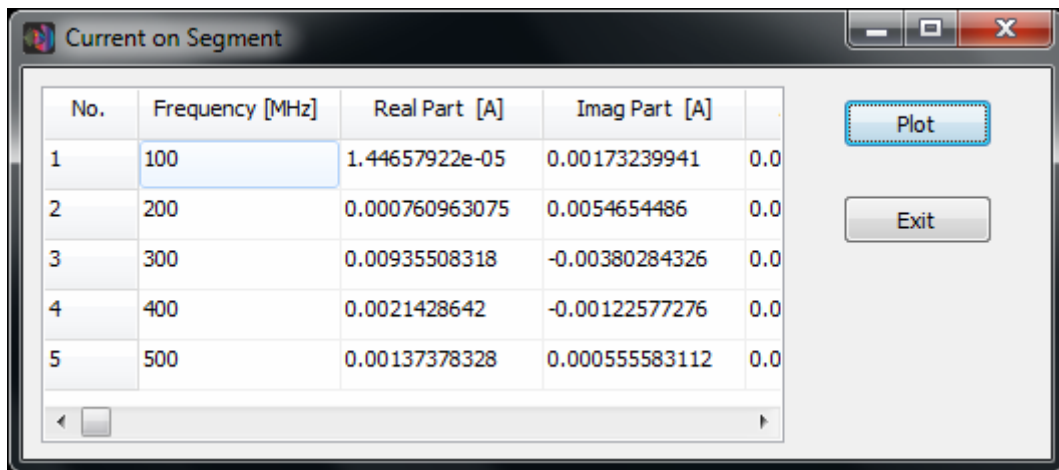 Current on Segment
No. Frequency [MHz] Real Part [A] Imag Part [A]
1 100 1.44657922e-05 0.00173239941 0.0
2 200 0.000760963075 0.0054654486 0.0
3 300 0.00935508318 -0.00380284326 0.0
4 400 0.0021428642 -0.00122577276 0.0
5 500 0.00137378328 0.000555583112 0.0
Plot
Exit